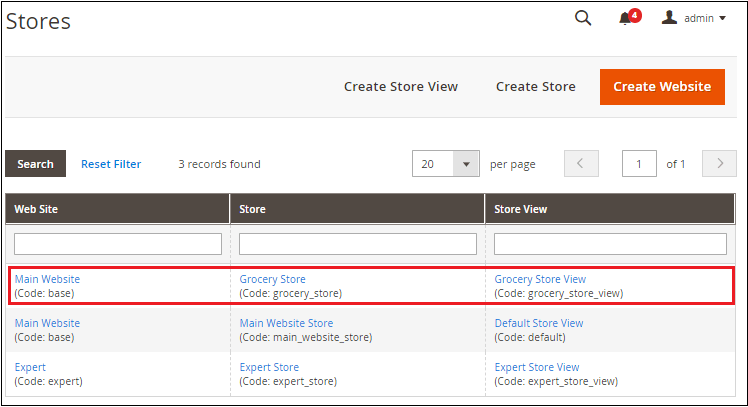 Stores
4
admin
Create Store View Create Store Create Website
Search Reset Filter 3 records found 20 per page 1 of 1
Web Site Store Store View
Main Website Grocery Store Grocery Store View
(Code: base) (Code: grocery_store) (Code: grocery_store_view)
Main Website Main Website Store Default Store View
(Code: base) (Code: main_website_store) (Code: default)
Expert Expert Store Expert Store View
(Code: expert) (Code: expert_store) (Code: expert_store_view)